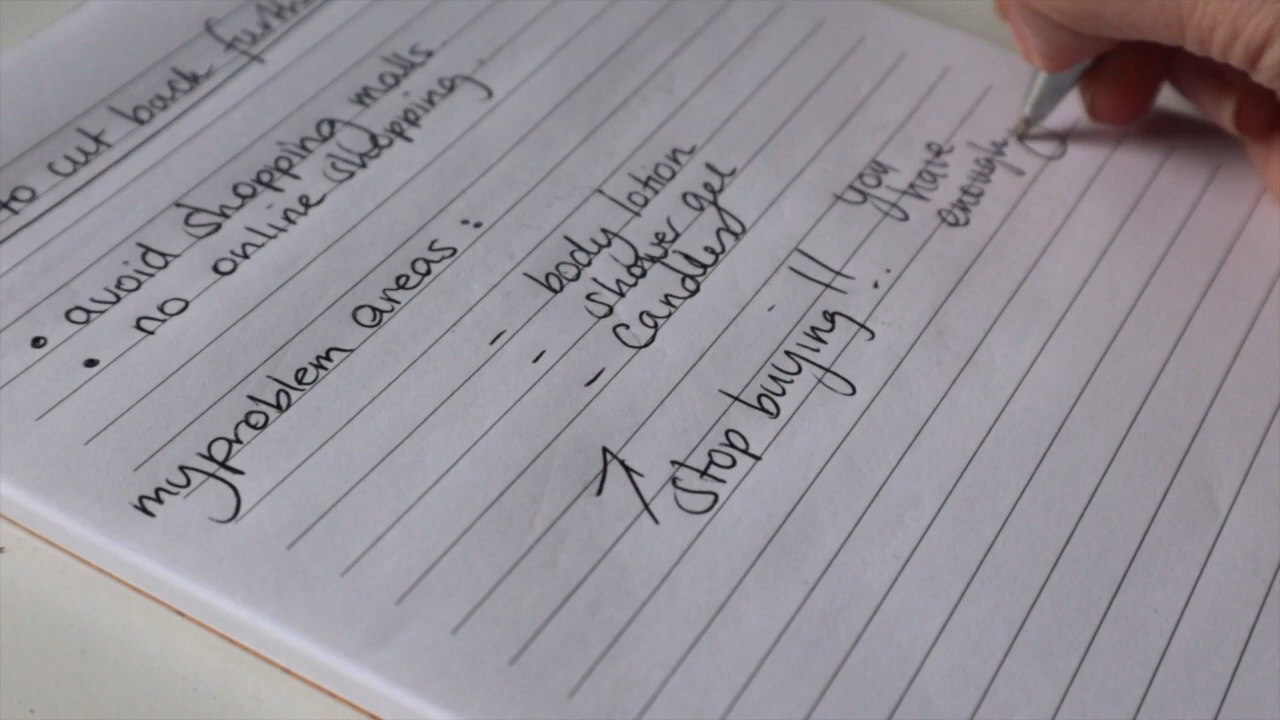 to cut back furth
• avoid shopping malls
• no online shopping
my problem areas:
- body lotion
- shower gel
- candles
↑ stop buying!!
you
have
enough